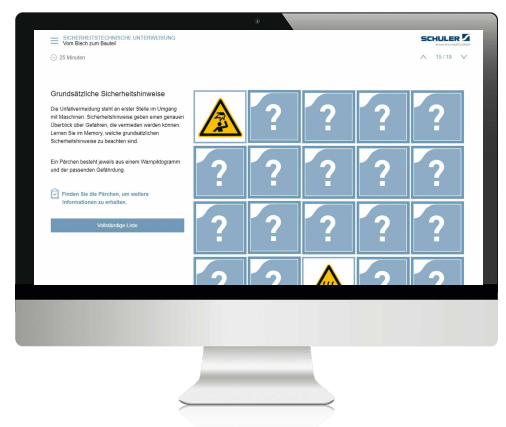 SICHERHEITSTECHNISCHE UNTERWEISUNG
Vom Blech zum Bauteil
SCHULER
25 Minuten
15 / 18
Grundsätzliche Sicherheitshinweise
Die Unfallvermeidung steht an erster Stelle im Umgang
mit Maschinen. Sicherheitshinweise geben einen genauen
Überblick über Gefahren, die vermieden werden können.
Lernen Sie im Memory, welche grundsätzlichen
Sicherheitshinweise zu beachten sind.
Ein Pärchen besteht jeweils aus einem Warnpiktogramm
und der passenden Gefährdung.
Finden Sie die Pärchen, um weitere
Informationen zu erhalten.
Vollständige Liste
? ? ? ?
? ? ? ? ?
? ? ? ? ?
? ? ? ?